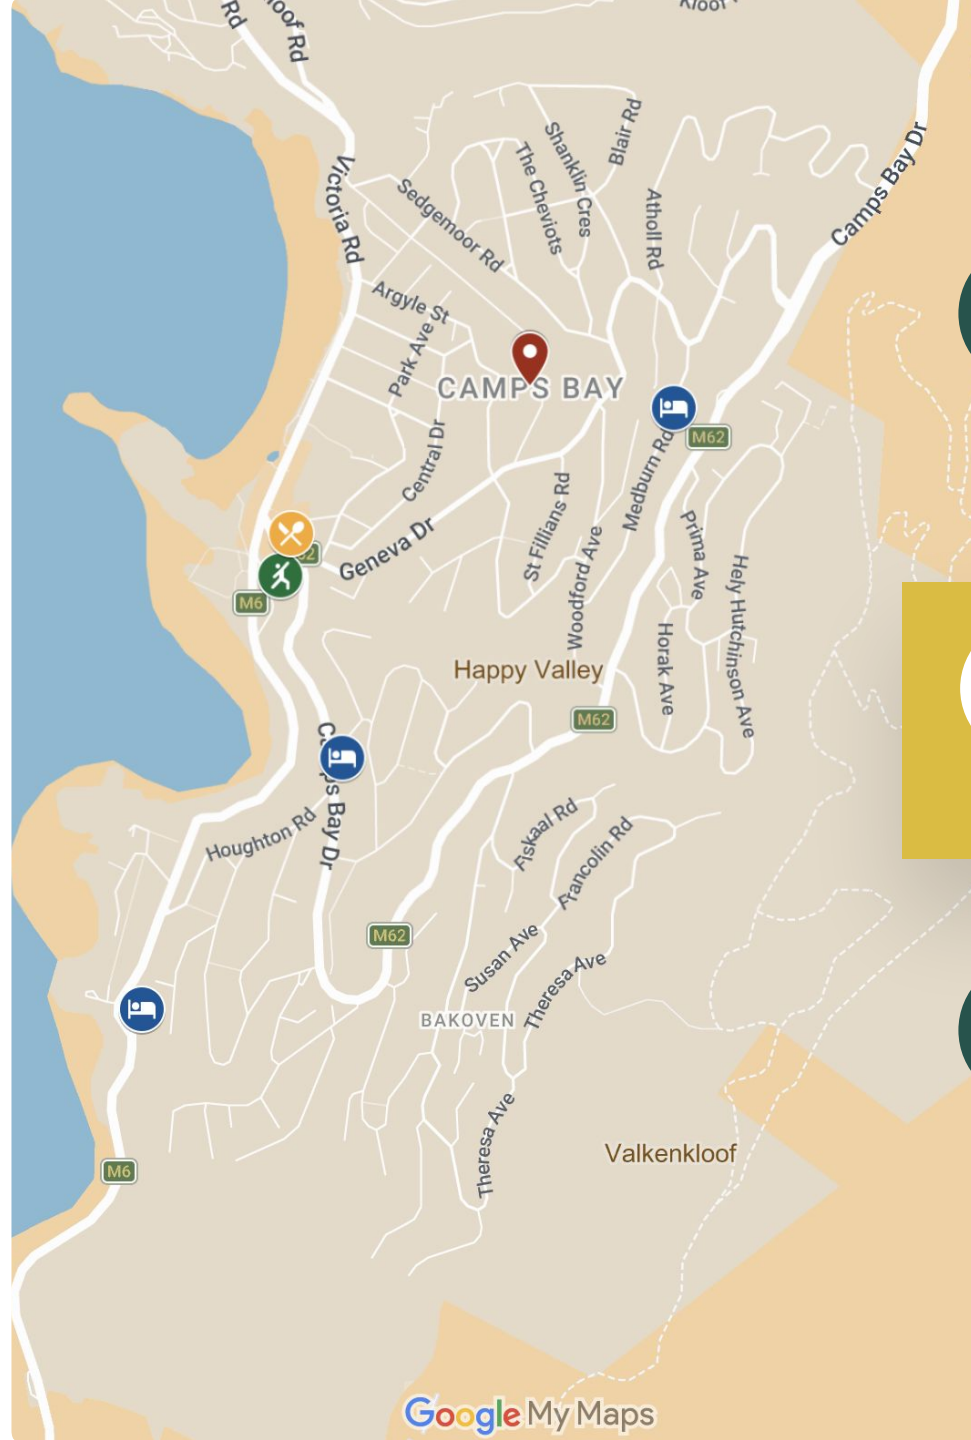 Rd
Kloof Rd
Victoria Rd
Camps Bay Dr
Blair Rd
Shanklin Cres
The Cheviots
Sedgemoor Rd
Atholl Rd
Argyle St
Park Ave
CAMPS BAY
M62
Central Dr
Medburn Rd
St Fillians Rd
Geneva Dr
Woodford Ave
Prima Ave
Hely Hutchinson Ave
M6
Horak Ave
Happy Valley
M62
Camps Bay Dr
Houghton Rd
Fiskaal Rd
Francolin Rd
M62
Susan Ave
Theresa Ave
BAKOVEN
Theresa Ave
Valkenkloof
M6
Google My Maps